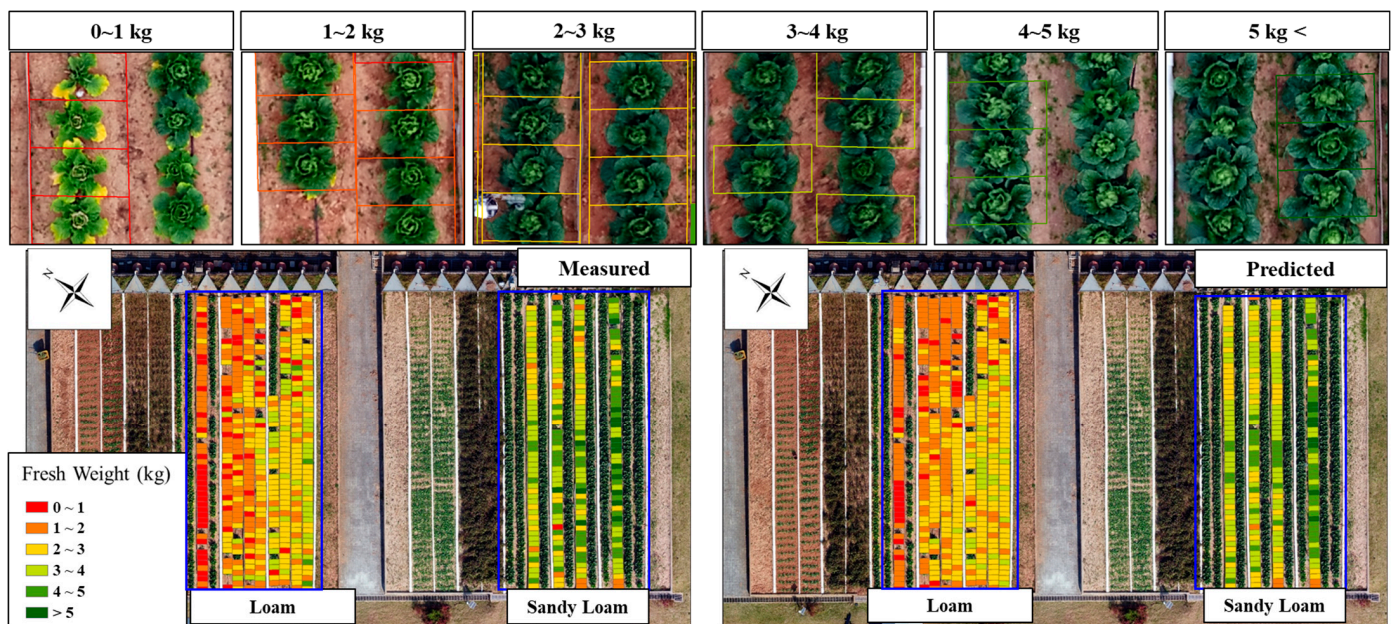 0~1 kg
1~2 kg
2~3 kg
3~4 kg
4~5 kg
5 kg <
N
Measured
N
Predicted
Fresh Weight (kg)
0 ~ 1
1 ~ 2
2 ~ 3
3 ~ 4
4 ~ 5
> 5
Loam
Sandy Loam
Loam
Sandy Loam